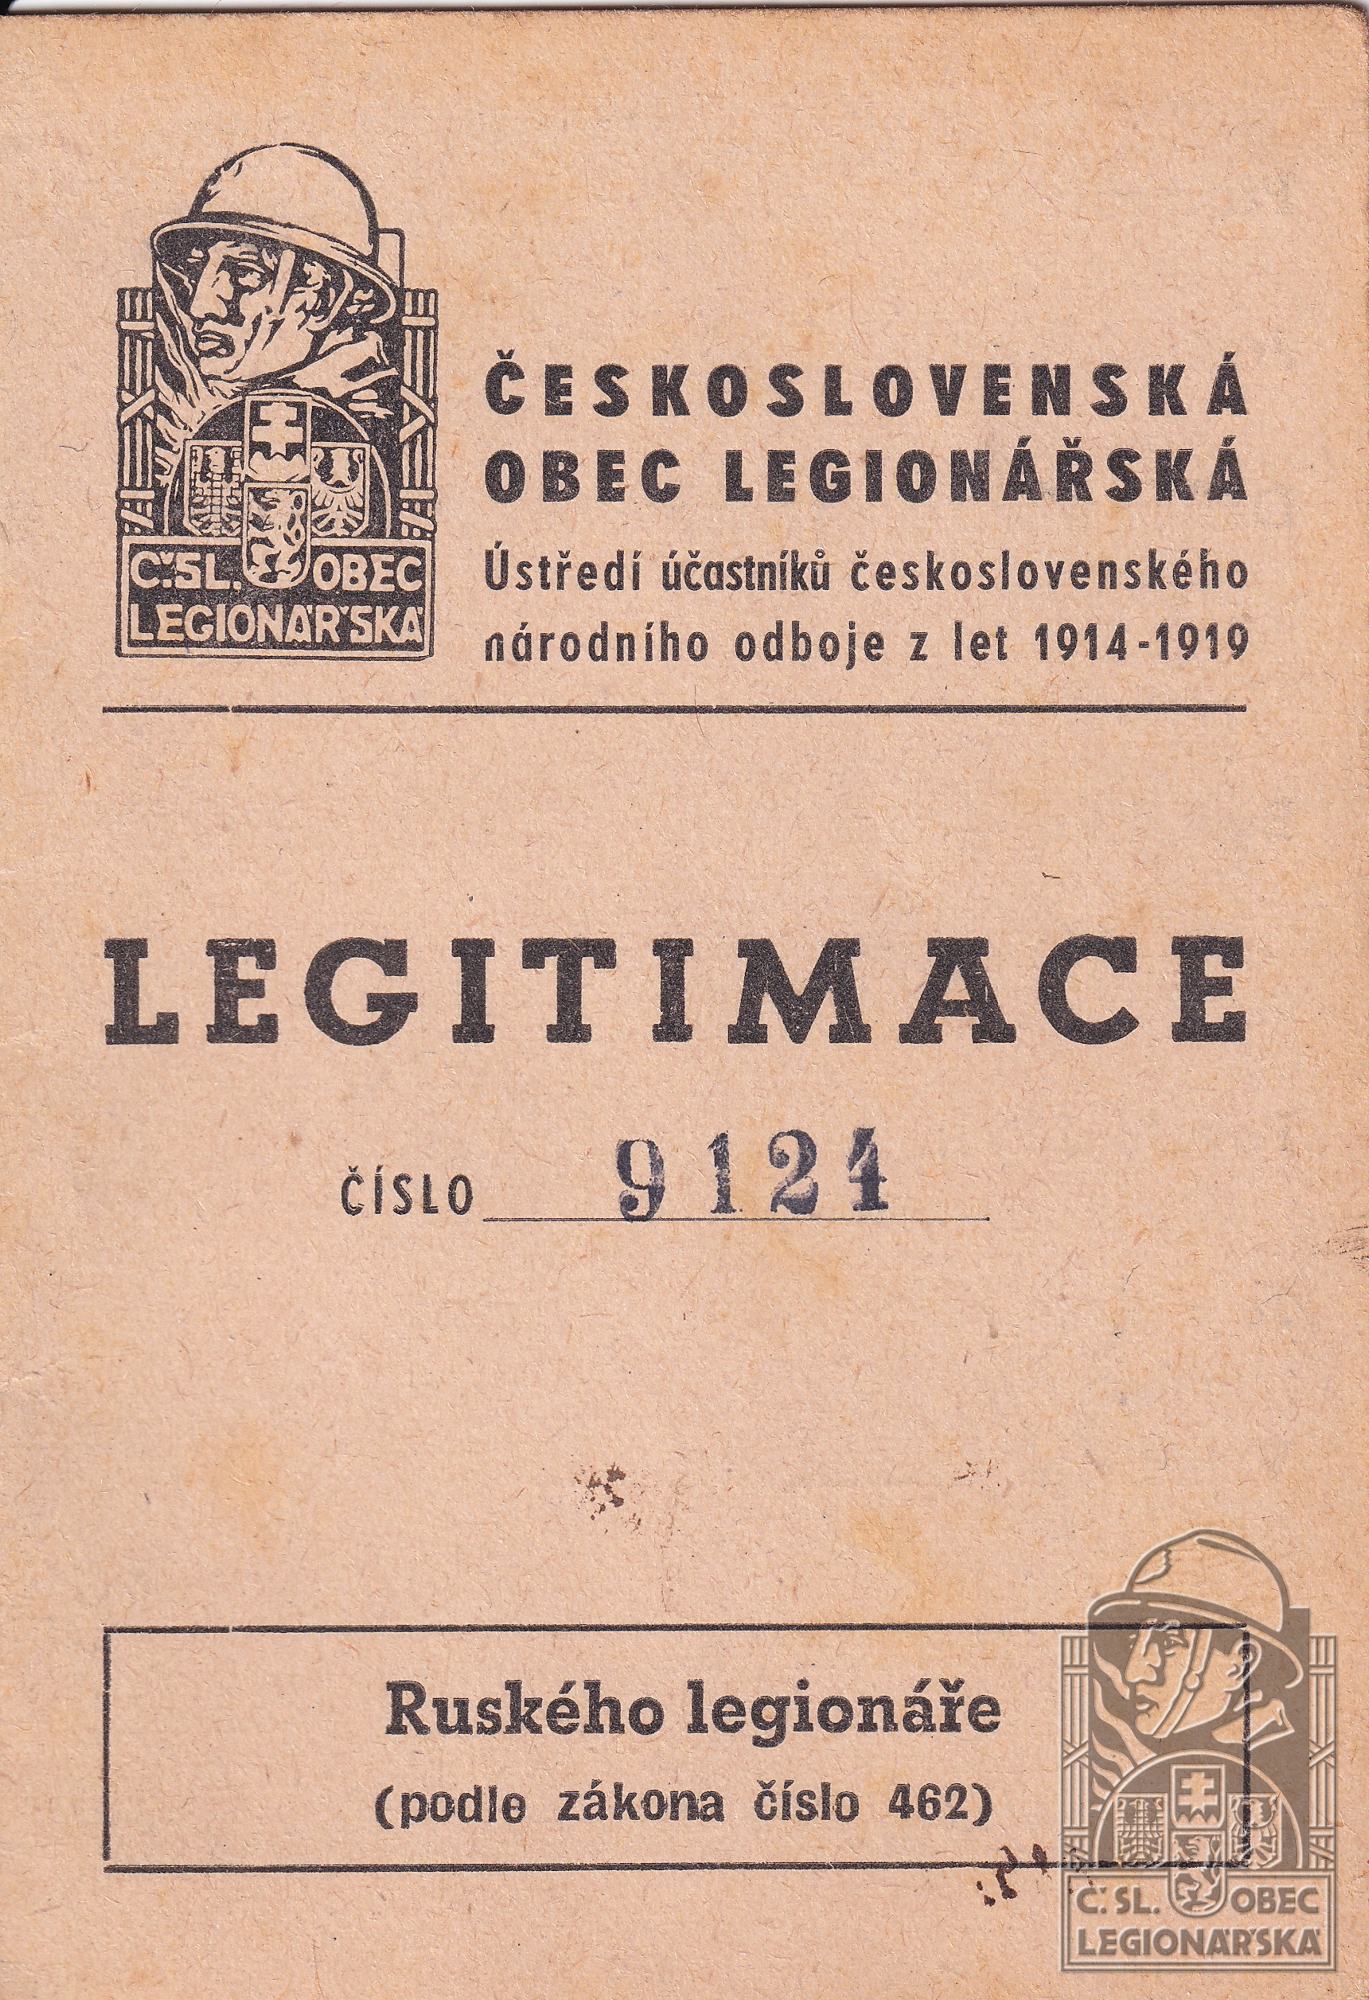 ČESKOSLOVENSKÁ
OBEC LEGIONÁŘSKÁ
Ústředí účastníků československého
národního odboje z let 1914-1919
Č.SL. OBEC
LEGIONÁŘSKÁ
LEGITIMACE
ČÍSLO 9124
Ruského legionáře
(podle zákona číslo 462)
Č.SL. OBEC
LEGIONÁŘSKÁ